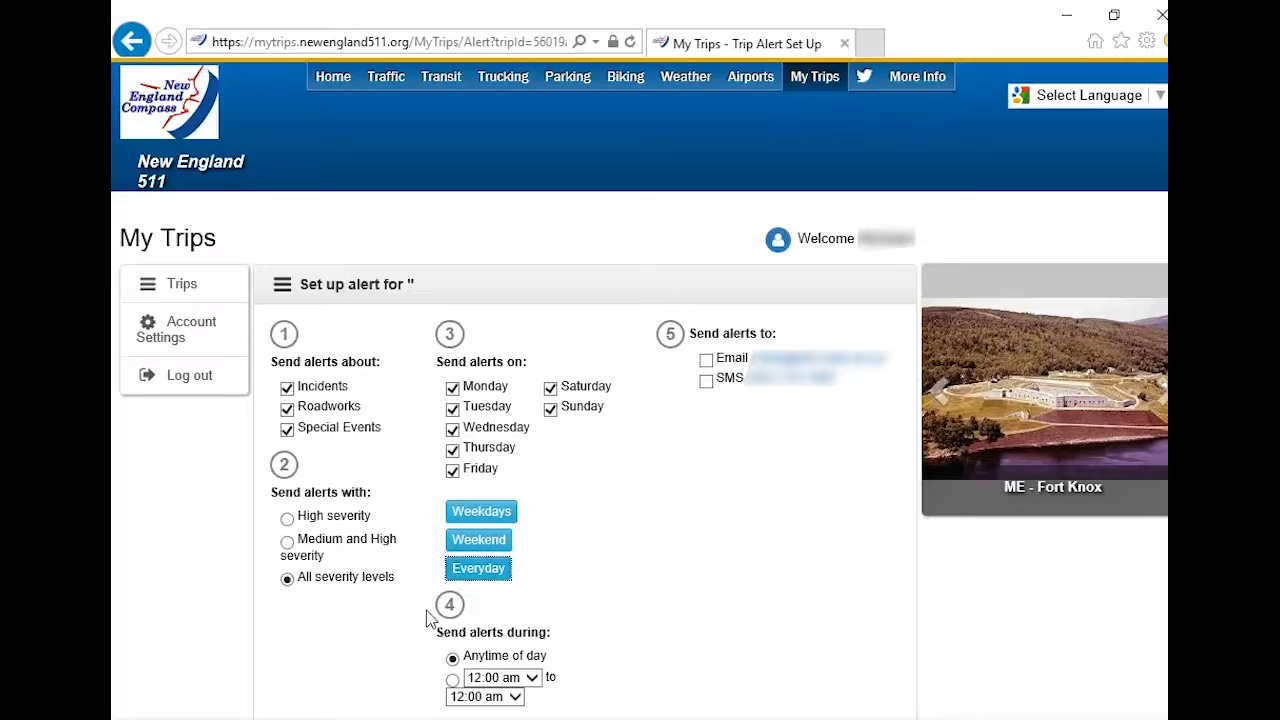 https://mytrips.newengland511.org/MyTrips/Alert?tripId=56019
My Trips - Trip Alert Set Up
New
England
Compass
Home Traffic Transit Trucking Parking Biking Weather Airports My Trips More Info
Select Language
New England
511
My Trips
Welcome
Trips
Account
Settings
Log out
Set up alert for ''
1
Send alerts about:
Incidents
Roadworks
Special Events
2
Send alerts with:
High severity
Medium and High
severity
All severity levels
3
Send alerts on:
Monday
Tuesday
Wednesday
Thursday
Friday
Saturday
Sunday
Weekdays
Weekend
Everyday
4
Send alerts during:
Anytime of day
12:00 am to
12:00 am
5
Send alerts to:
Email
SMS
ME - Fort Knox